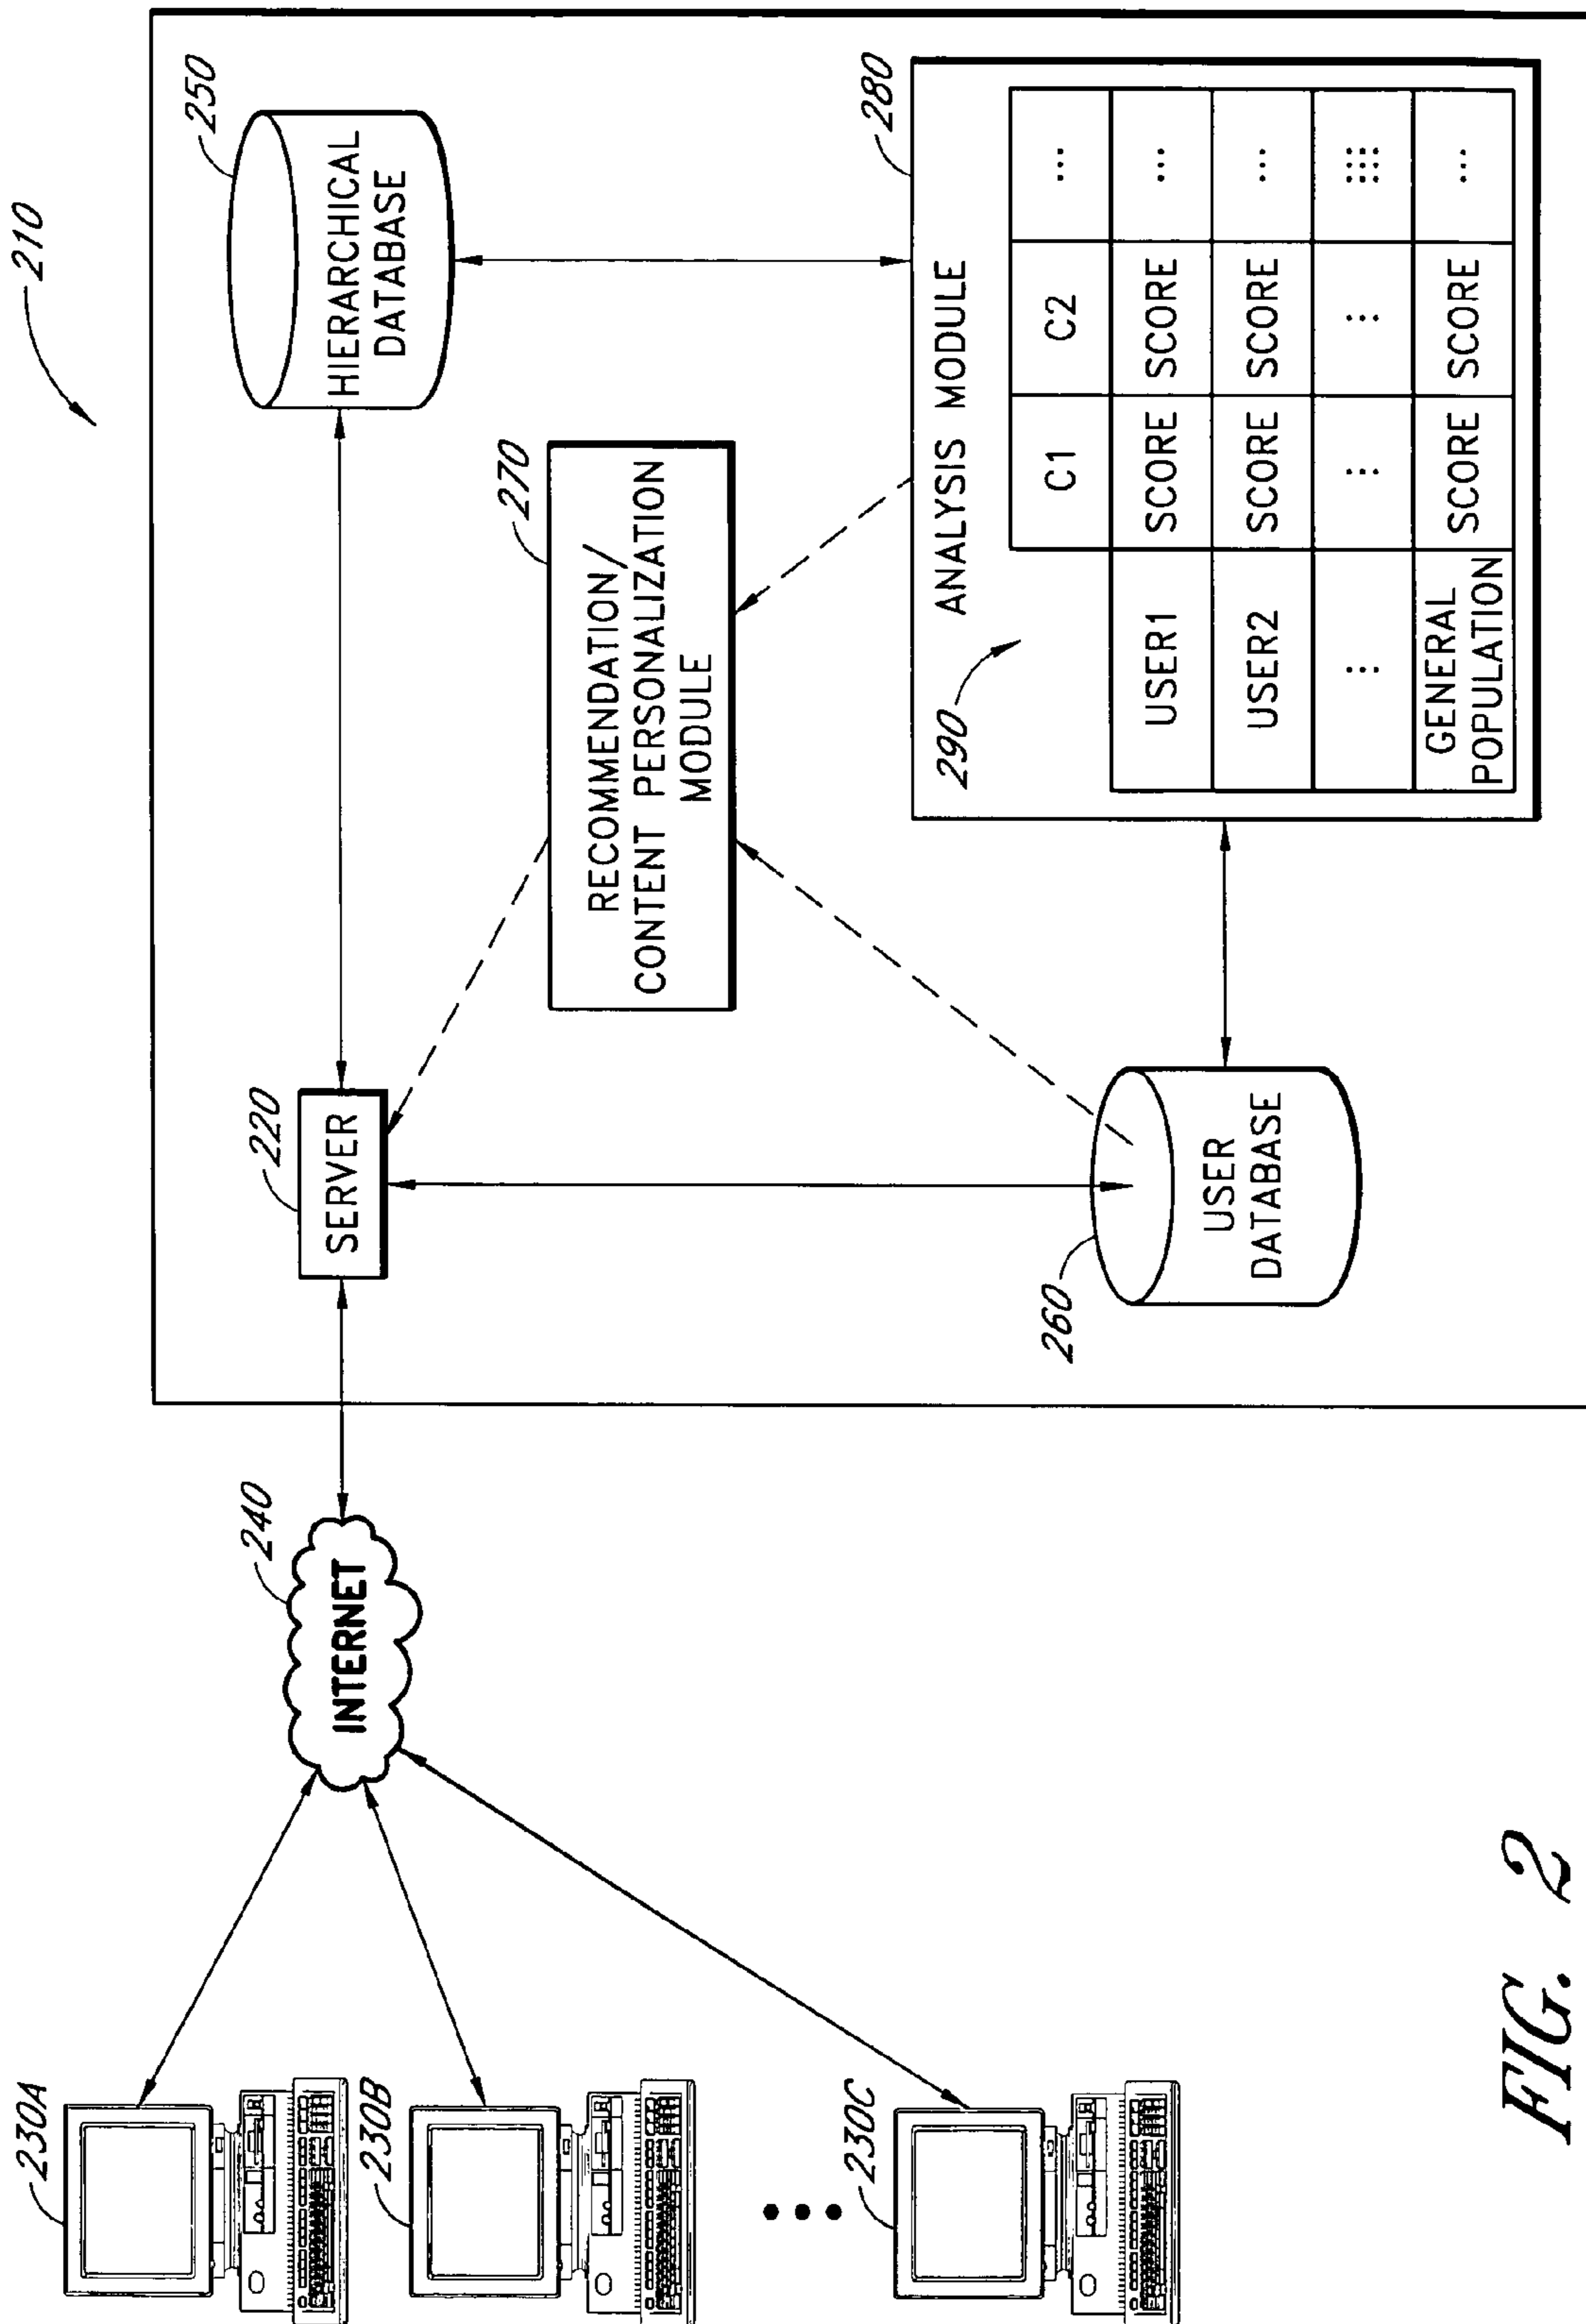 210
230A
230B
230C
240
INTERNET
220
SERVER
250
HIERARCHICAL
DATABASE
270
RECOMMENDATION/
CONTENT PERSONALIZATION
MODULE
260
USER
DATABASE
280
ANALYSIS MODULE
290
C1 C2 ...
USER1 SCORE SCORE ...
USER2 SCORE SCORE ...
GENERAL
POPULATION SCORE SCORE ...
FIG. 2